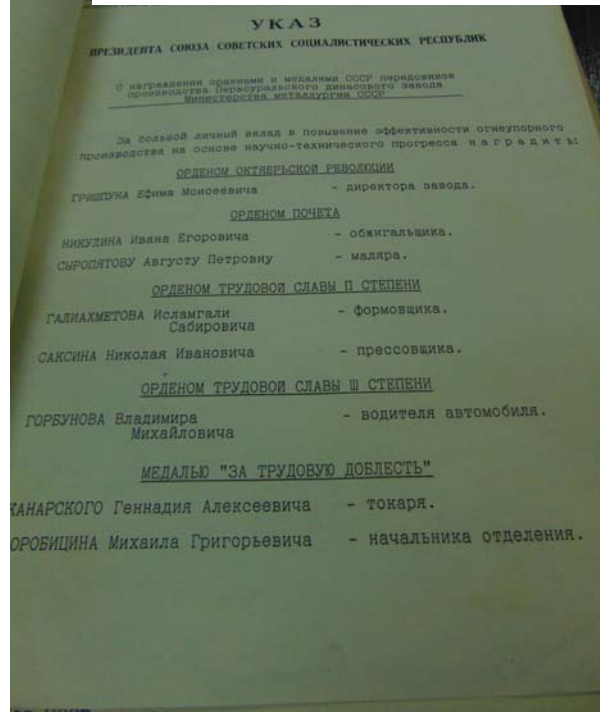 УКАЗ
ПРЕЗИДЕНТА СОЮЗА СОВЕТСКИХ СОЦИАЛИСТИЧЕСКИХ РЕСПУБЛИК
О награждении орденами и медалями СССР передовиков
производства Первоуральского динасового завода
Министерства металлургии СССР
За большой личный вклад в повышение эффективности огнеупорного
производства на основе научно-технического прогресса н а г р а д и т ь:
ОРДЕНОМ ОКТЯБРЬСКОЙ РЕВОЛЮЦИИ
ГРИШПУНА Ефима Моисеевича - директора завода.
ОРДЕНОМ ПОЧЕТА
НИКУЛИНА Ивана Егоровича - обжигальщика.
СЫРОПЯТОВУ Августу Петровну - маляра.
ОРДЕНОМ ТРУДОВОЙ СЛАВЫ П СТЕПЕНИ
ГАЛИАХМЕТОВА Исламгали - формовщика.
Сабировича
САКСИНА Николая Ивановича - прессовщика.
ОРДЕНОМ ТРУДОВОЙ СЛАВЫ Ш СТЕПЕНИ
ГОРБУНОВА Владимира - водителя автомобиля.
Михайловича
МЕДАЛЬЮ "ЗА ТРУДОВУЮ ДОБЛЕСТЬ"
КАНАРСКОГО Геннадия Алексеевича - токаря.
ОРОБИЦИНА Михаила Григорьевича - начальника отделения.